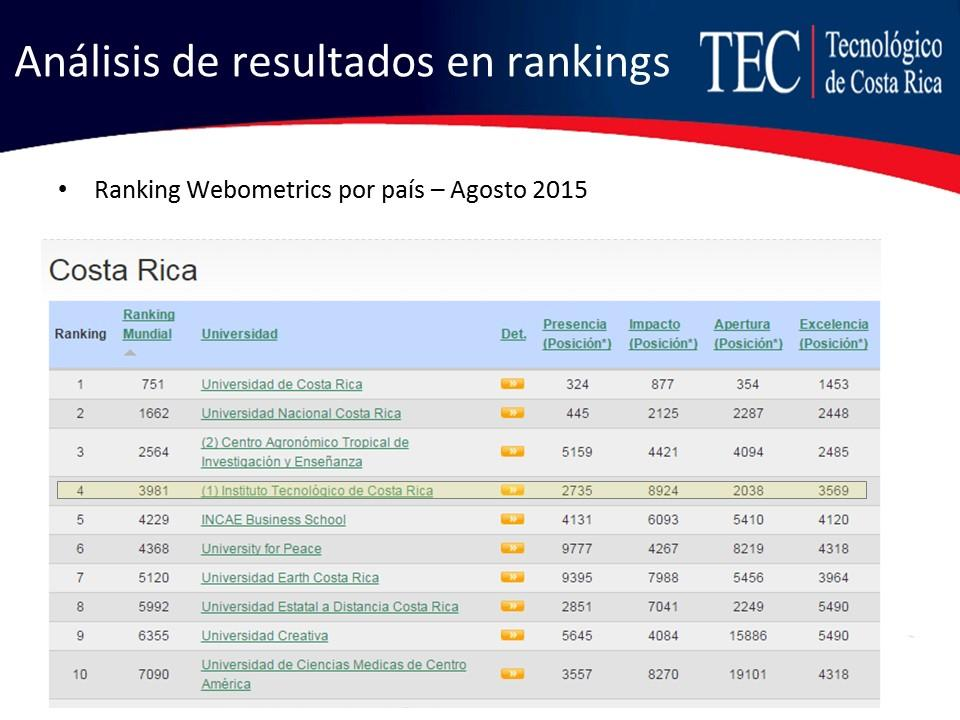 Análisis de resultados en rankings
TEC | Tecnológico
de Costa Rica
• Ranking Webometrics por país – Agosto 2015
Costa Rica
Ranking Ranking Mundial Universidad Det. Presencia (Posición*) Impacto (Posición*) Apertura (Posición*) Excelencia (Posición*)
1 751 Universidad de Costa Rica 324 877 354 1453
2 1662 Universidad Nacional Costa Rica 445 2125 2287 2448
3 2564 (2) Centro Agronómico Tropical de Investigación y Enseñanza 5159 4421 4094 2485
4 3981 (1) Instituto Tecnológico de Costa Rica 2735 8924 2038 3569
5 4229 INCAE Business School 4131 6093 5410 4120
6 4368 University for Peace 9777 4267 8219 4318
7 5120 Universidad Earth Costa Rica 9395 7988 5456 3964
8 5992 Universidad Estatal a Distancia Costa Rica 2851 7041 2249 5490
9 6355 Universidad Creativa 5645 4084 15886 5490
10 7090 Universidad de Ciencias Medicas de Centro América 3557 8270 19101 4318